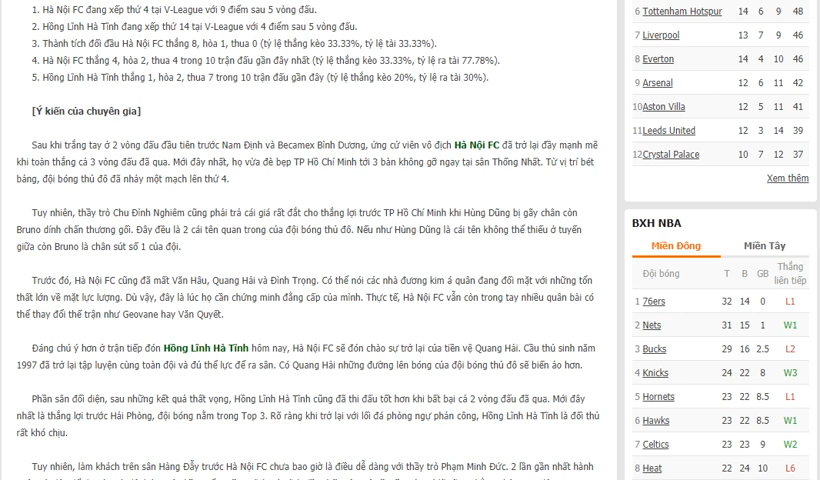 1. Hà Nội FC đang xếp thứ 4 tại V-League với 9 điểm sau 5 vòng đấu.
2. Hồng Lĩnh Hà Tĩnh đang xếp thứ 14 tại V-League với 4 điểm sau 5 vòng đấu.
3. Thành tích đối đầu Hà Nội FC thắng 8, hòa 1, thua 0 (tỷ lệ thắng kèo 33.33%, tỷ lệ tài 33.33%).
4. Hà Nội FC thắng 4, hòa 2, thua 4 trong 10 trận đấu gần đây nhất (tỷ lệ thắng kèo 33.33%, tỷ lệ ra tài 77.78%).
5. Hồng Lĩnh Hà Tĩnh thắng 1, hòa 2, thua 7 trong 10 trận đấu gần đây (tỷ lệ thắng kèo 20%, tỷ lệ ra tài 30%).
[Ý kiến của chuyên gia]
Sau khi trắng tay ở 2 vòng đấu đầu tiên trước Nam Định và Becamex Bình Dương, ứng cử viên vô địch Hà Nội FC đã trở lại đầy mạnh mẽ
khi toàn thắng cả 3 vòng đấu đã qua. Mới đây nhất, họ vừa đè bẹp TP Hồ Chí Minh tới 3 bàn không gỡ ngay tại sân Thống Nhất. Từ vị trí bét
bảng, đội bóng thủ đô đã nhảy một mạch lên thứ 4.
Tuy nhiên, thầy trò Chu Đình Nghiêm cũng phải trả cái giá rất đắt cho thắng lợi trước TP Hồ Chí Minh khi Hùng Dũng bị gãy chân còn
Bruno dính chấn thương gối. Đây đều là 2 cái tên quan trong của đội bóng thủ đô. Nếu như Hùng Dũng là cái tên không thể thiếu ở tuyến
giữa còn Bruno là chân sút số 1 của đội.
Trước đó, Hà Nội FC cũng đã mất Văn Hậu, Quang Hải và Đình Trọng. Có thể nói các nhà đương kim á quân đang đối mặt với những tổn
thất lớn về mặt lực lượng. Dù vậy, đây là lúc họ cần chứng minh đẳng cấp của mình. Thực tế, Hà Nội FC vẫn còn trong tay nhiều quân bài có
thể thay đổi thế trận như Geovane hay Văn Quyết.
Đáng chú ý hơn ở trận tiếp đón Hồng Lĩnh Hà Tĩnh hôm nay, Hà Nội FC sẽ đón chào sự trở lại của tiền vệ Quang Hải. Cầu thủ sinh năm
1997 đã trở lại tập luyện cùng toàn đội và đủ thể lực để ra sân. Có Quang Hải những đường lên bóng của đội bóng thủ đô sẽ biến ảo hơn.
Phần sân đối diện, sau những kết quả thất vọng, Hồng Lĩnh Hà Tĩnh cũng đã thi đấu tốt hơn khi bất bại cả 2 vòng đấu đã qua. Mới đây
nhất là thắng lợi trước Hải Phòng, đội bóng nằm trong Top 3. Rõ ràng khi trở lại với lối đá phòng ngự phản công, Hồng Lĩnh Hà Tĩnh là đối thủ
rất khó chịu.
Tuy nhiên, làm khách trên sân Hàng Đẫy trước Hà Nội FC chưa bao giờ là điều dễ dàng với thầy trò Phạm Minh Đức. 2 lần gần nhất hành
6 Tottenham Hotspur 14 6 9 48
7 Liverpool 13 7 9 46
8 Everton 14 4 10 46
9 Arsenal 12 6 11 42
10 Aston Villa 12 5 11 41
11 Leeds United 12 3 14 39
12 Crystal Palace 10 7 12 37
Xem thêm
BXH NBA
Miền Đông Miền Tây
Đội bóng T B GB Thắng liên tiếp
1 76ers 32 14 0 L1
2 Nets 31 15 1 W1
3 Bucks 29 16 2.5 L2
4 Knicks 24 22 8 W3
5 Hornets 23 22 8.5 L1
6 Hawks 23 22 8.5 W1
7 Celtics 23 23 9 W2
8 Heat 22 24 10 L6